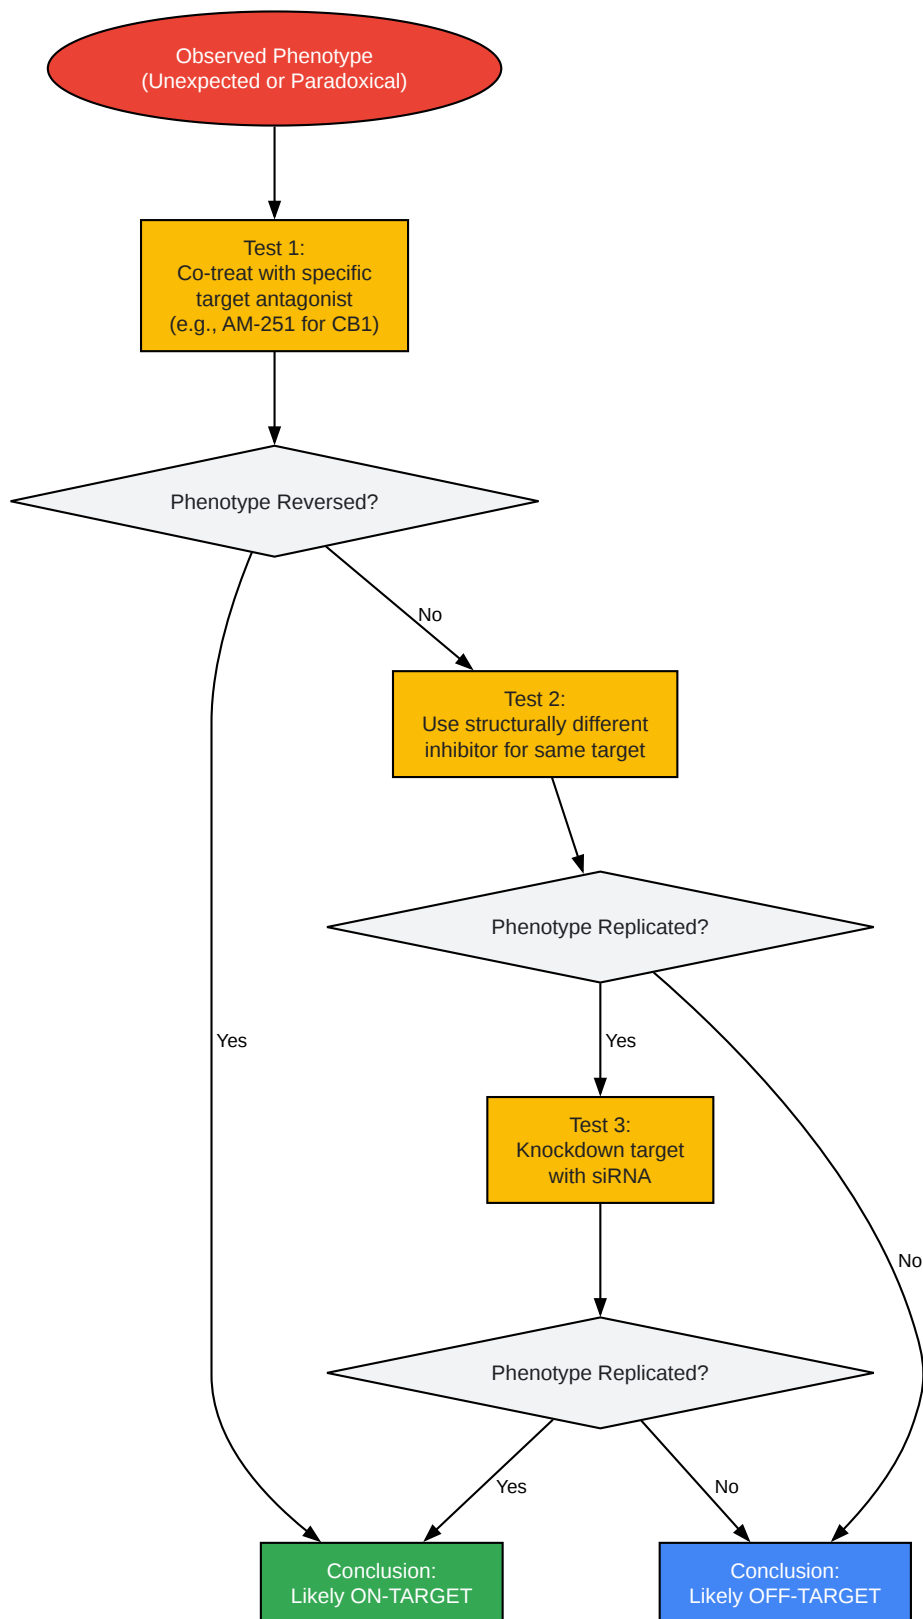 Observed Phenotype
(Unexpected or Paradoxical)
Test 1:
Co-treat with specific
target antagonist
(e.g., AM-251 for CB1)
Phenotype Reversed?
No
Test 2:
Use structurally different
inhibitor for same target
Phenotype Replicated?
Yes
Yes
Test 3:
Knockdown target
with siRNA
No
Phenotype Replicated?
Yes
No
Conclusion:
Likely ON-TARGET
Conclusion:
Likely OFF-TARGET